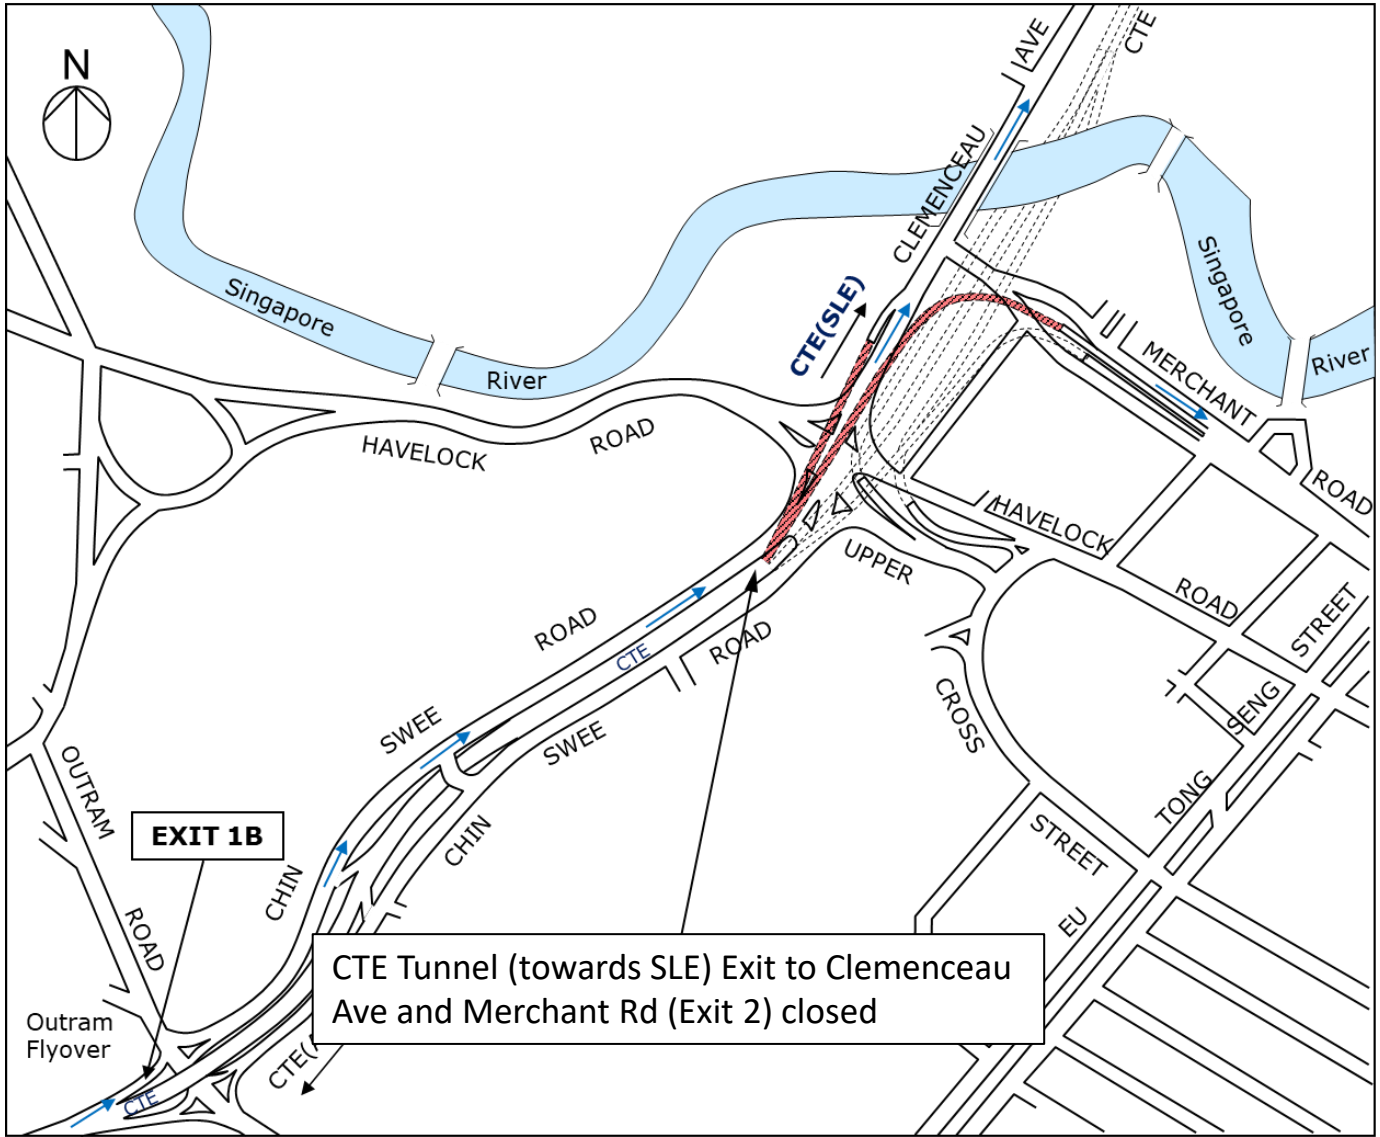 N
AVE
CTE
CLEMENCEAU
CTE(SLE)
Singapore
River
Singapore
River
MERCHANT
ROAD
HAVELOCK
ROAD
HAVELOCK
ROAD
UPPER
CROSS
STREET
ROAD
CTE
ROAD
SWEE
SWEE
CHIN
CHIN
STREET
SENG
TONG
EU
OUTRAM
ROAD
EXIT 1B
CTE Tunnel (towards SLE) Exit to Clemenceau
Ave and Merchant Rd (Exit 2) closed
Outram
Flyover
CTE
CTE(